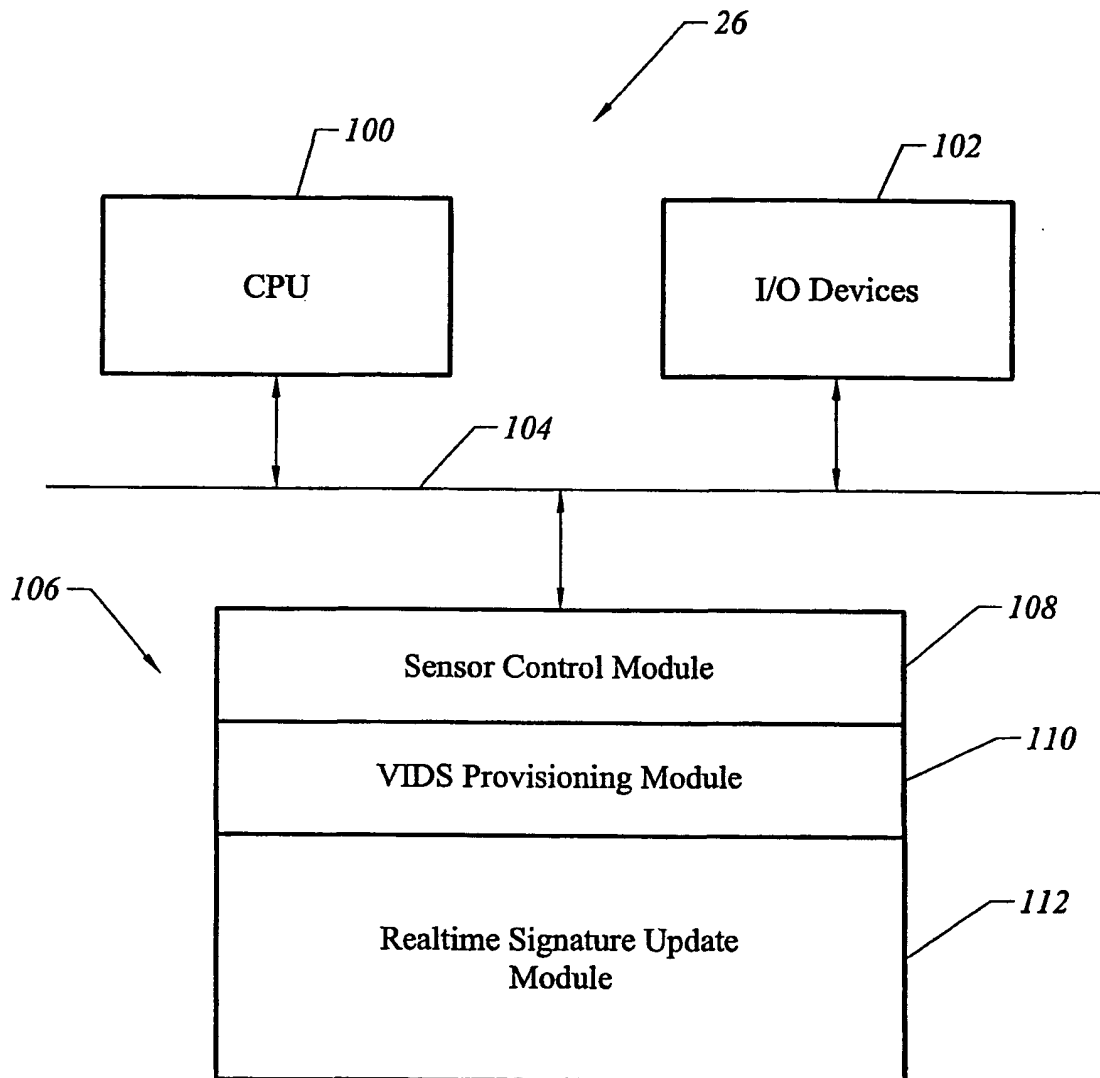 26
100
102
CPU
I/O Devices
104
106
108
Sensor Control Module
110
VIDS Provisioning Module
112
Realtime Signature Update
Module